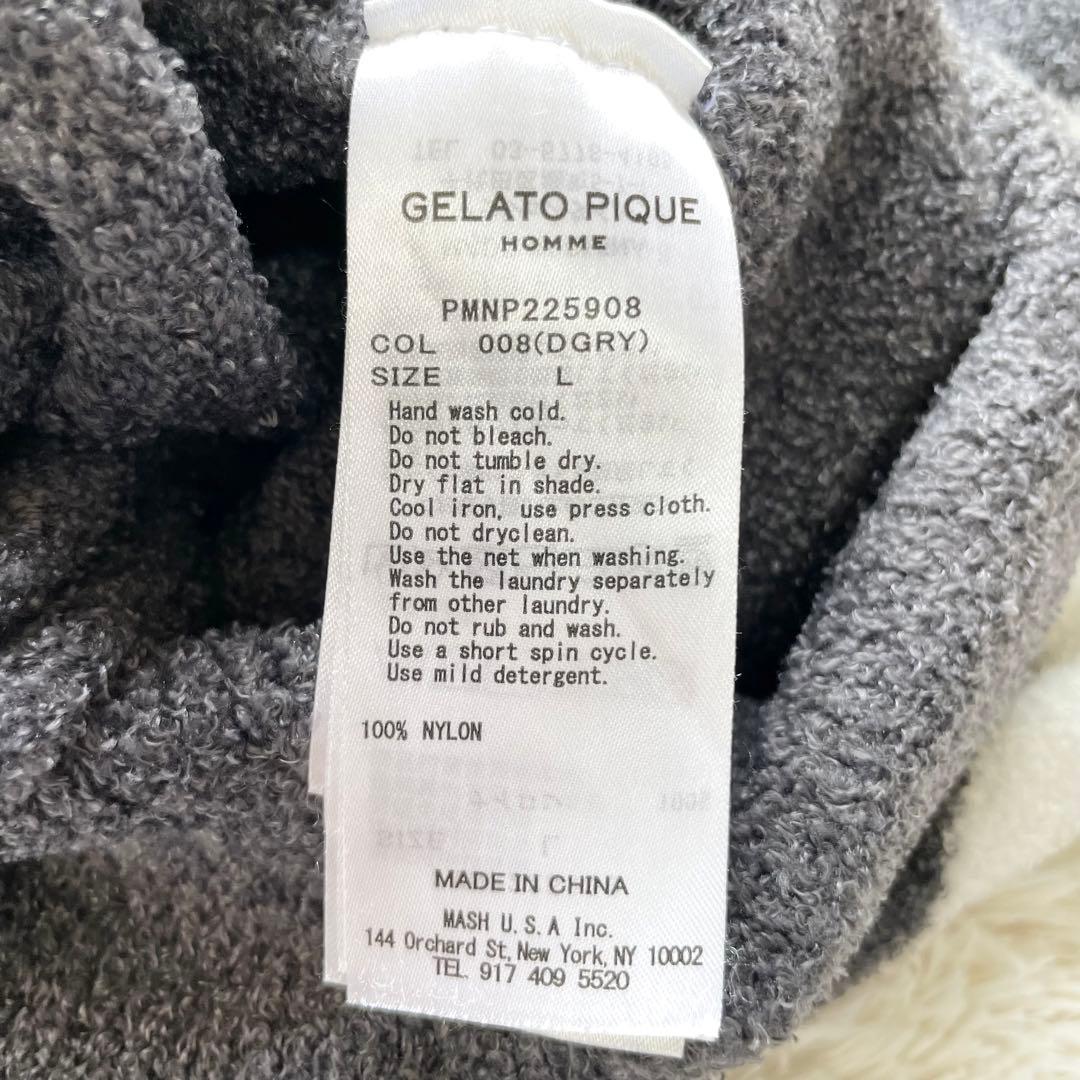 GELATO PIQUE
HOMME
PMNP225908
COL 008(DGRY)
SIZE L
Hand wash cold.
Do not bleach.
Do not tumble dry.
Dry flat in shade.
Cool iron, use press cloth.
Do not dryclean.
Use the net when washing.
Wash the laundry separately
from other laundry.
Do not rub and wash.
Use a short spin cycle.
Use mild detergent.
100% NYLON
MADE IN CHINA
MASH U.S.A Inc.
144 Orchard St, New York, NY 10002
TEL 917 409 5520